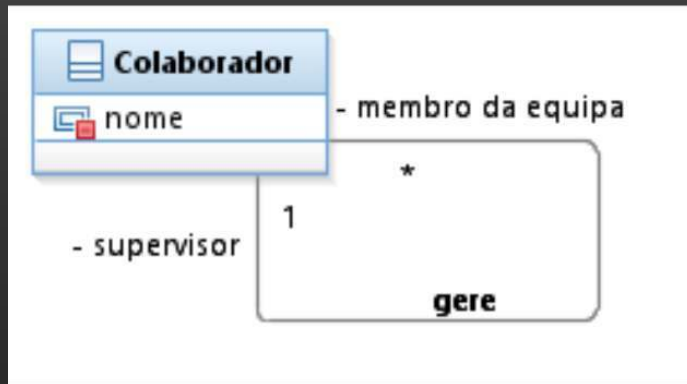 Colaborador
nome
- membro da equipa
*
1
- supervisor
gere